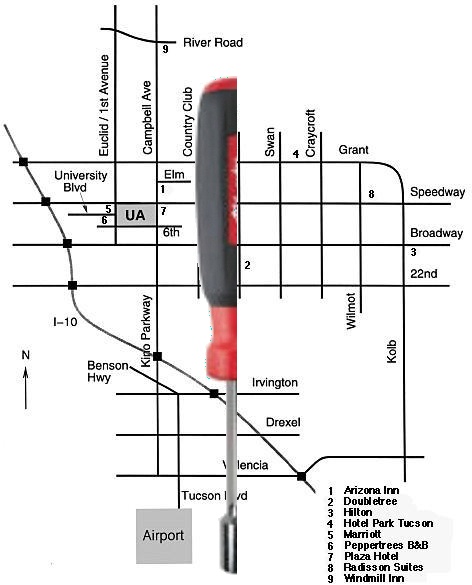 River Road
9
Euclid / 1st Avenue
Campbell Ave
Country Club
Swan
Craycroft
4
Grant
University
Blvd
Elm
1
8
Speedway
5
UA
7
6
6th
Broadway
3
2
22nd
I-10
Kino Parkway
Wilmot
Kolb
N
Benson
Hwy
Irvington
Drexel
Valencia
Tucson Blvd
Airport
1 Arizona Inn
2 Doubletree
3 Hilton
4 Hotel Park Tucson
5 Marriott
6 Peppertrees B&B
7 Plaza Hotel
8 Radisson Suites
9 Windmill Inn